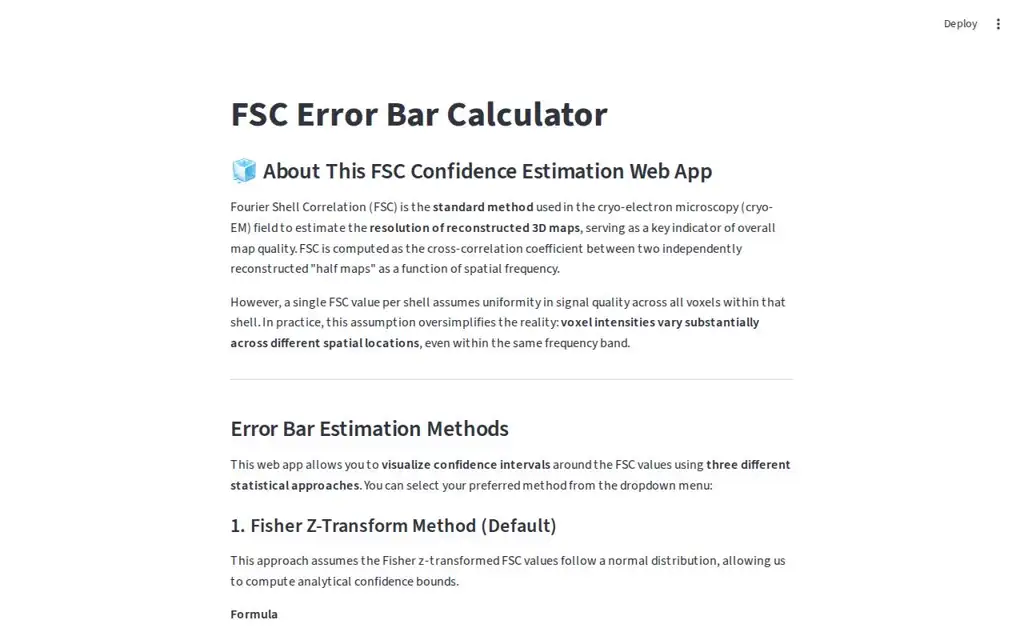 Deploy
FSC Error Bar Calculator
About This FSC Confidence Estimation Web App
Fourier Shell Correlation (FSC) is the standard method used in the cryo-electron microscopy (cryo-
EM) field to estimate the resolution of reconstructed 3D maps, serving as a key indicator of overall
map quality. FSC is computed as the cross-correlation coefficient between two independently
reconstructed "half maps" as a function of spatial frequency.
However, a single FSC value per shell assumes uniformity in signal quality across all voxels within that
shell. In practice, this assumption oversimplifies the reality: voxel intensities vary substantially
across different spatial locations, even within the same frequency band.
Error Bar Estimation Methods
This web app allows you to visualize confidence intervals around the FSC values using three different
statistical approaches. You can select your preferred method from the dropdown menu:
1. Fisher Z-Transform Method (Default)
This approach assumes the Fisher z-transformed FSC values follow a normal distribution, allowing us
to compute analytical confidence bounds.
Formula